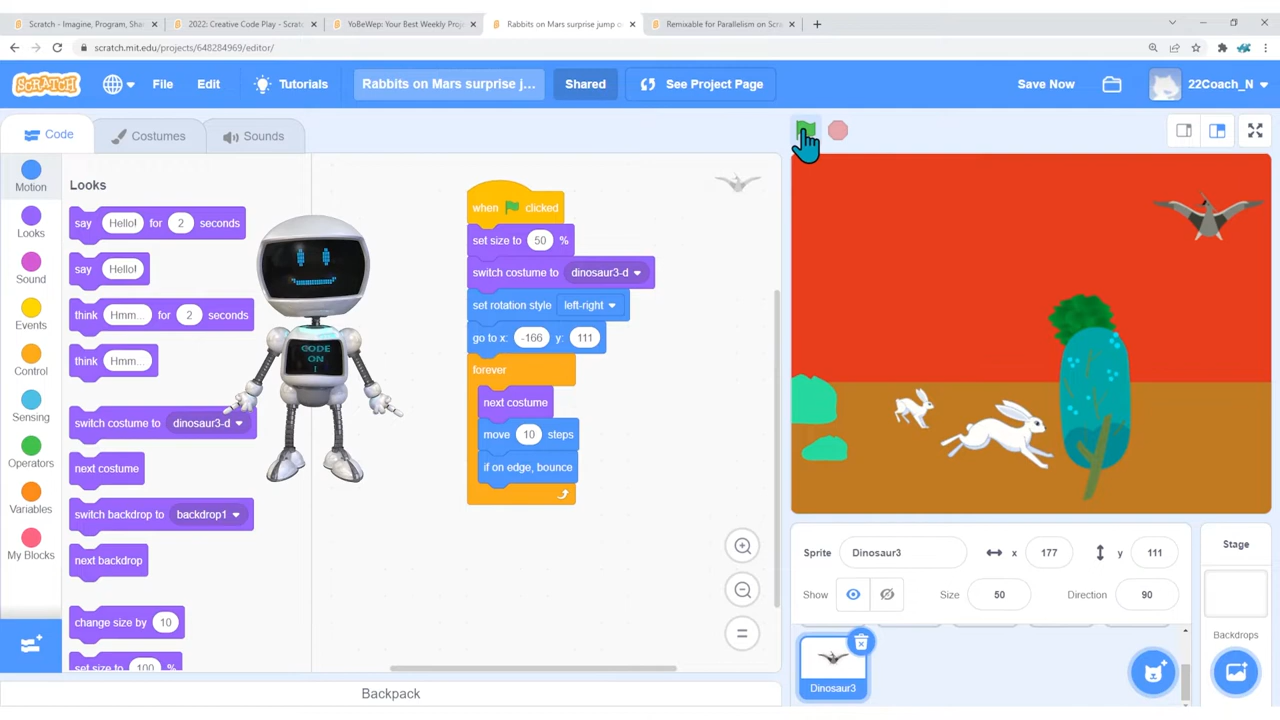 Scratch - Imagine, Program, Sha
2022: Creative Code Play - Scratc
YoBeWep: Your Best Weekly Proj
Rabbits on Mars surprise jump o
Remixable for Parallelism on Scra
scratch.mit.edu/projects/648284969/editor/
SCRATCH
File
Edit
Tutorials
Rabbits on Mars surprise j...
Shared
See Project Page
Save Now
22Coach_N
Code
Costumes
Sounds
Motion
Looks
Sound
Events
Control
Sensing
Operators
Variables
My Blocks
Looks
say Hello! for 2 seconds
say Hello!
think Hmm... for 2 seconds
think Hmm...
switch costume to dinosaur3-d
next costume
switch backdrop to backdrop1
next backdrop
change size by 10
set size to 100 %
CODE
ON
!
when clicked
set size to 50 %
switch costume to dinosaur3-d
set rotation style left-right
go to x: -166 y: 111
forever
next costume
move 10 steps
if on edge, bounce
Backpack
Sprite Dinosaur3 x 177 y 111
Show Size 50 Direction 90
Dinosaur3
Stage
Backdrops